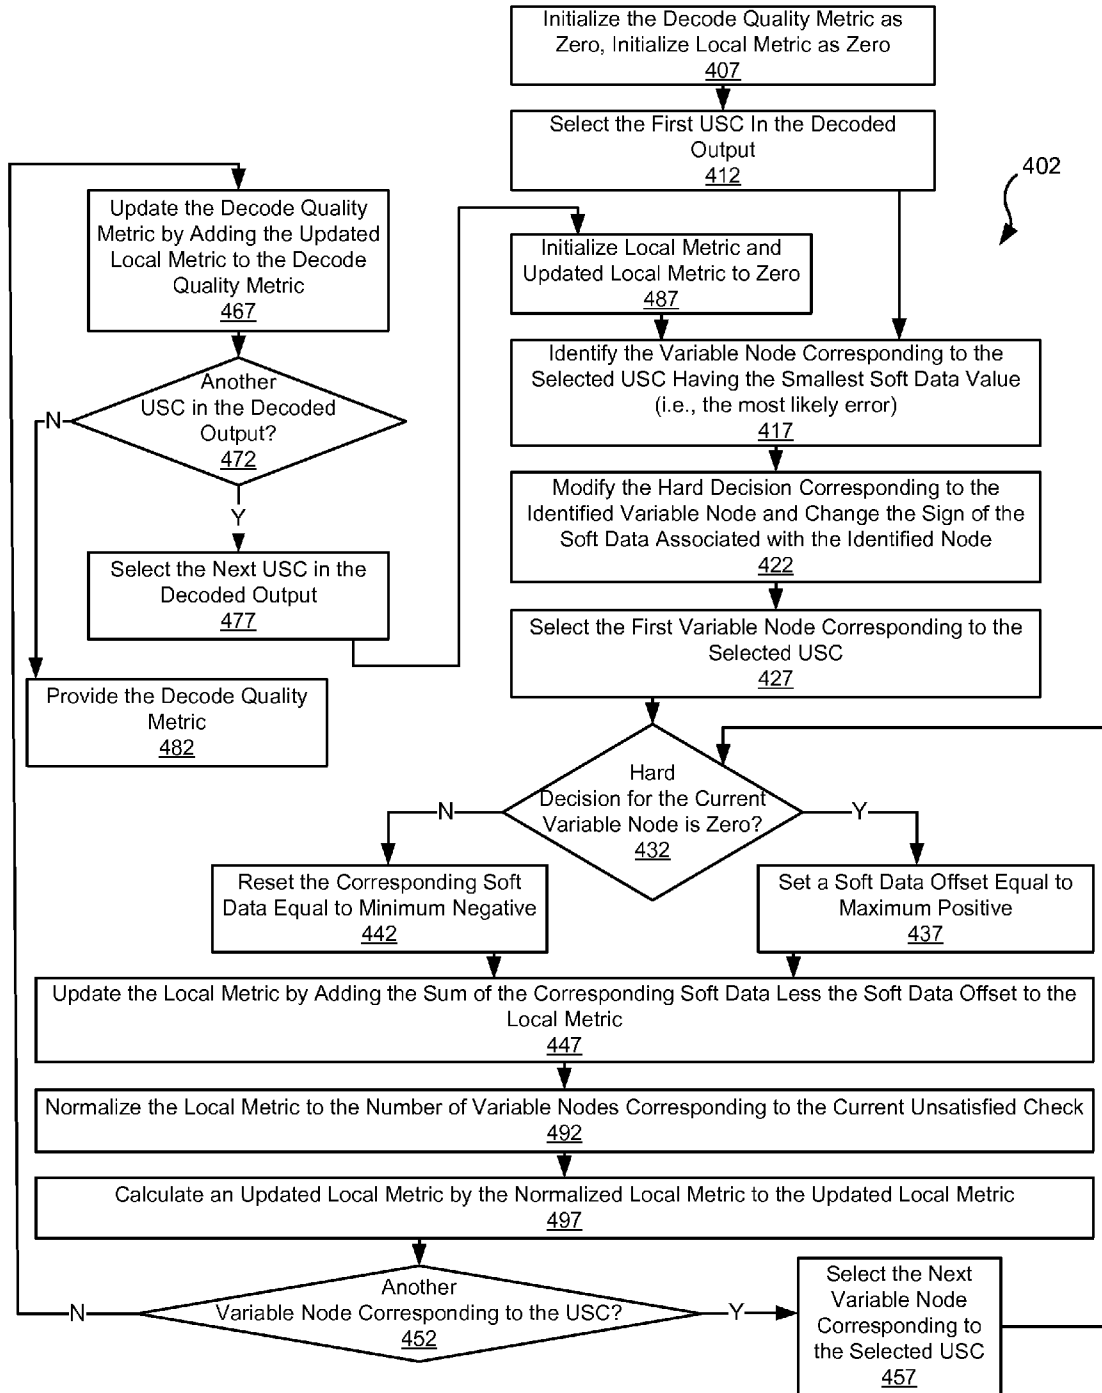 Initialize the Decode Quality Metric as
Zero, Initialize Local Metric as Zero
407
Select the First USC In the Decoded
Output
412
402
Update the Decode Quality
Metric by Adding the Updated
Local Metric to the Decode
Quality Metric
467
Initialize Local Metric and
Updated Local Metric to Zero
487
Identify the Variable Node Corresponding to the
Selected USC Having the Smallest Soft Data Value
(i.e., the most likely error)
417
Another
USC in the Decoded
Output?
472
N
Y
Modify the Hard Decision Corresponding to the
Identified Variable Node and Change the Sign of the
Soft Data Associated with the Identified Node
422
Select the Next USC in the
Decoded Output
477
Select the First Variable Node Corresponding to the
Selected USC
427
Provide the Decode Quality
Metric
482
Hard
Decision for the Current
Variable Node is Zero?
432
N
Y
Reset the Corresponding Soft
Data Equal to Minimum Negative
442
Set a Soft Data Offset Equal to
Maximum Positive
437
Update the Local Metric by Adding the Sum of the Corresponding Soft Data Less the Soft Data Offset to the
Local Metric
447
Normalize the Local Metric to the Number of Variable Nodes Corresponding to the Current Unsatisfied Check
492
Calculate an Updated Local Metric by the Normalized Local Metric to the Updated Local Metric
497
Another
Variable Node Corresponding to the USC?
452
N
Y
Select the Next
Variable Node
Corresponding to
the Selected USC
457